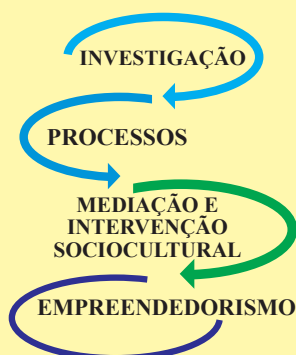 INVESTIGAÇÃO
PROCESSOS
MEDIAÇÃO E
INTERVENÇÃO
SOCIOCULTURAL
EMPREENDEDORISMO